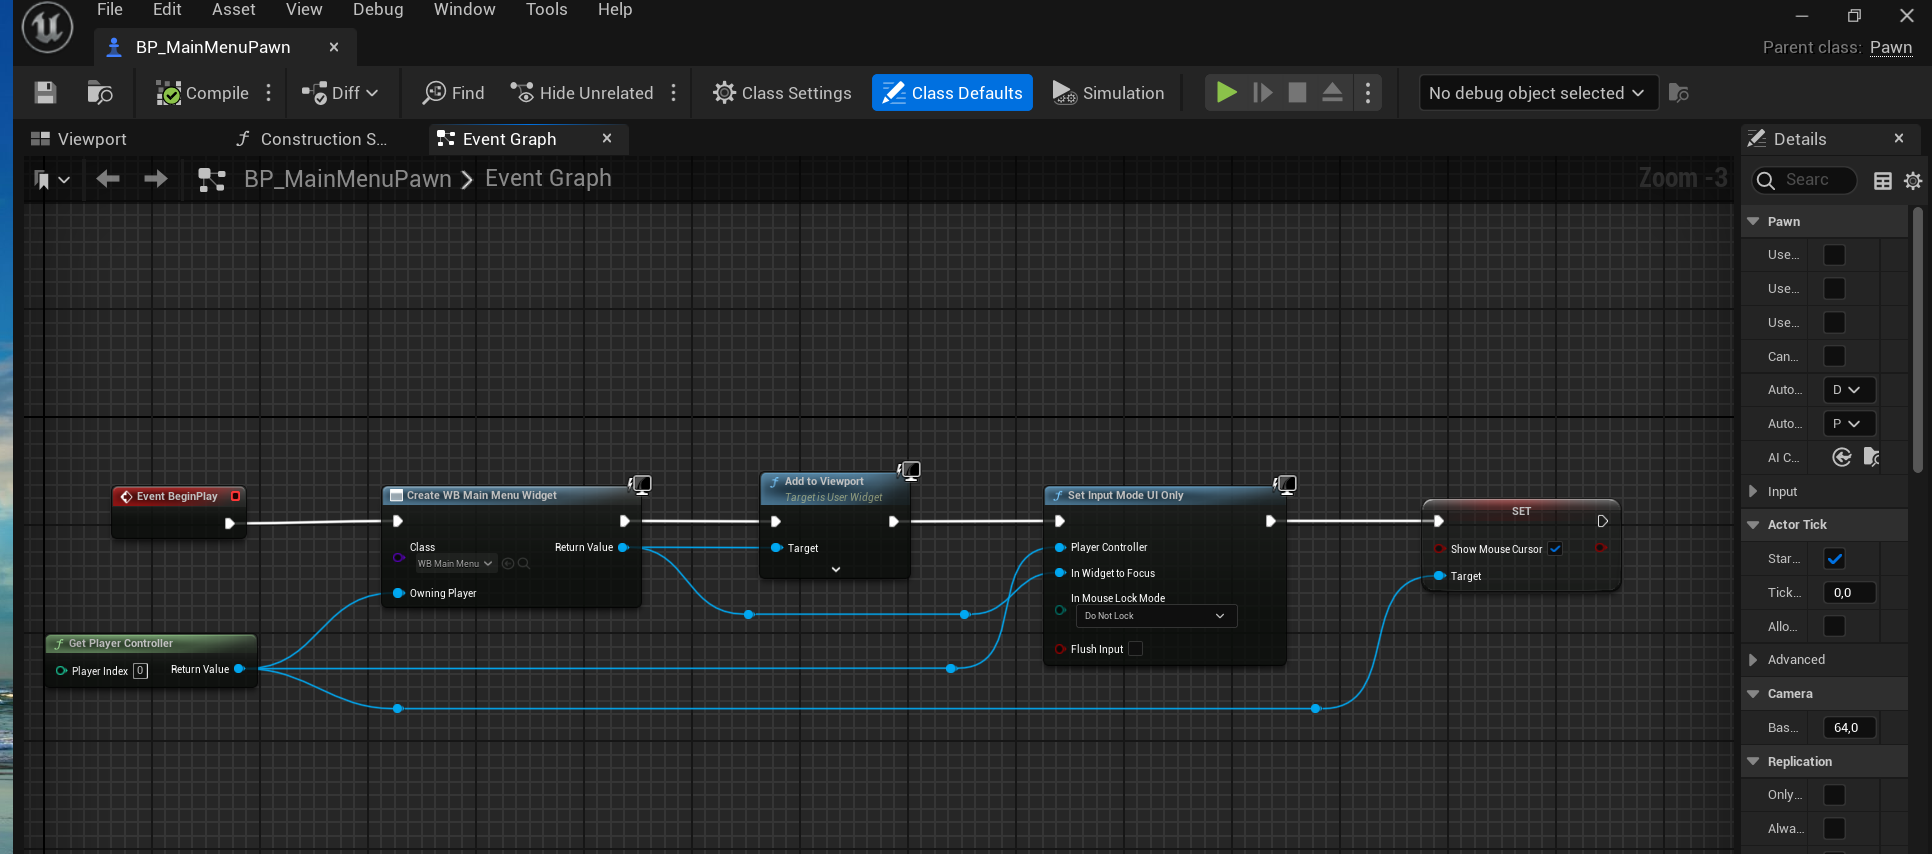 File Edit Asset View Debug Window Tools Help
BP_MainMenuPawn
Parent class: Pawn
Compile Diff Find Hide Unrelated Class Settings Class Defaults Simulation No debug object selected
Viewport Construction S... Event Graph
Details
BP_MainMenuPawn > Event Graph
Zoom -3
Searc
Pawn
Use...
Use...
Use...
Can...
Auto... D
Auto... P
AI C...
Input
Actor Tick
Star...
Tick... 0,0
Allo...
Advanced
Camera
Bas... 64,0
Replication
Only...
Alwa...
Event BeginPlay
Create WB Main Menu Widget
Class
WB Main Menu
Return Value
Owning Player
Add to Viewport
Target is User Widget
Target
Set Input Mode UI Only
Player Controller
In Widget to Focus
In Mouse Lock Mode
Do Not Lock
Flush Input
SET
Show Mouse Cursor
Target
Get Player Controller
Player Index 0 Return Value